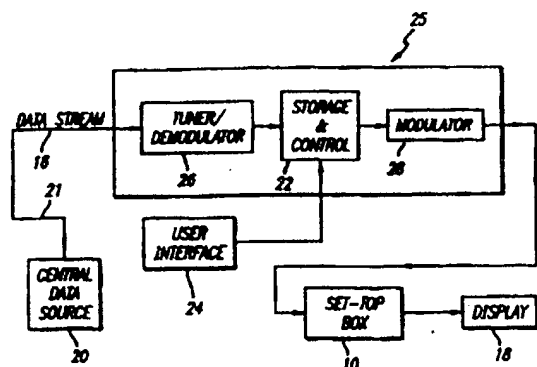 25
DATA STREAM
16
21
TUNER/
DEMODULATOR
26
STORAGE
&
CONTROL
22
MODULATOR
28
USER
INTERFACE
24
CENTRAL
DATA
SOURCE
20
SET-TOP
BOX
10
DISPLAY
18